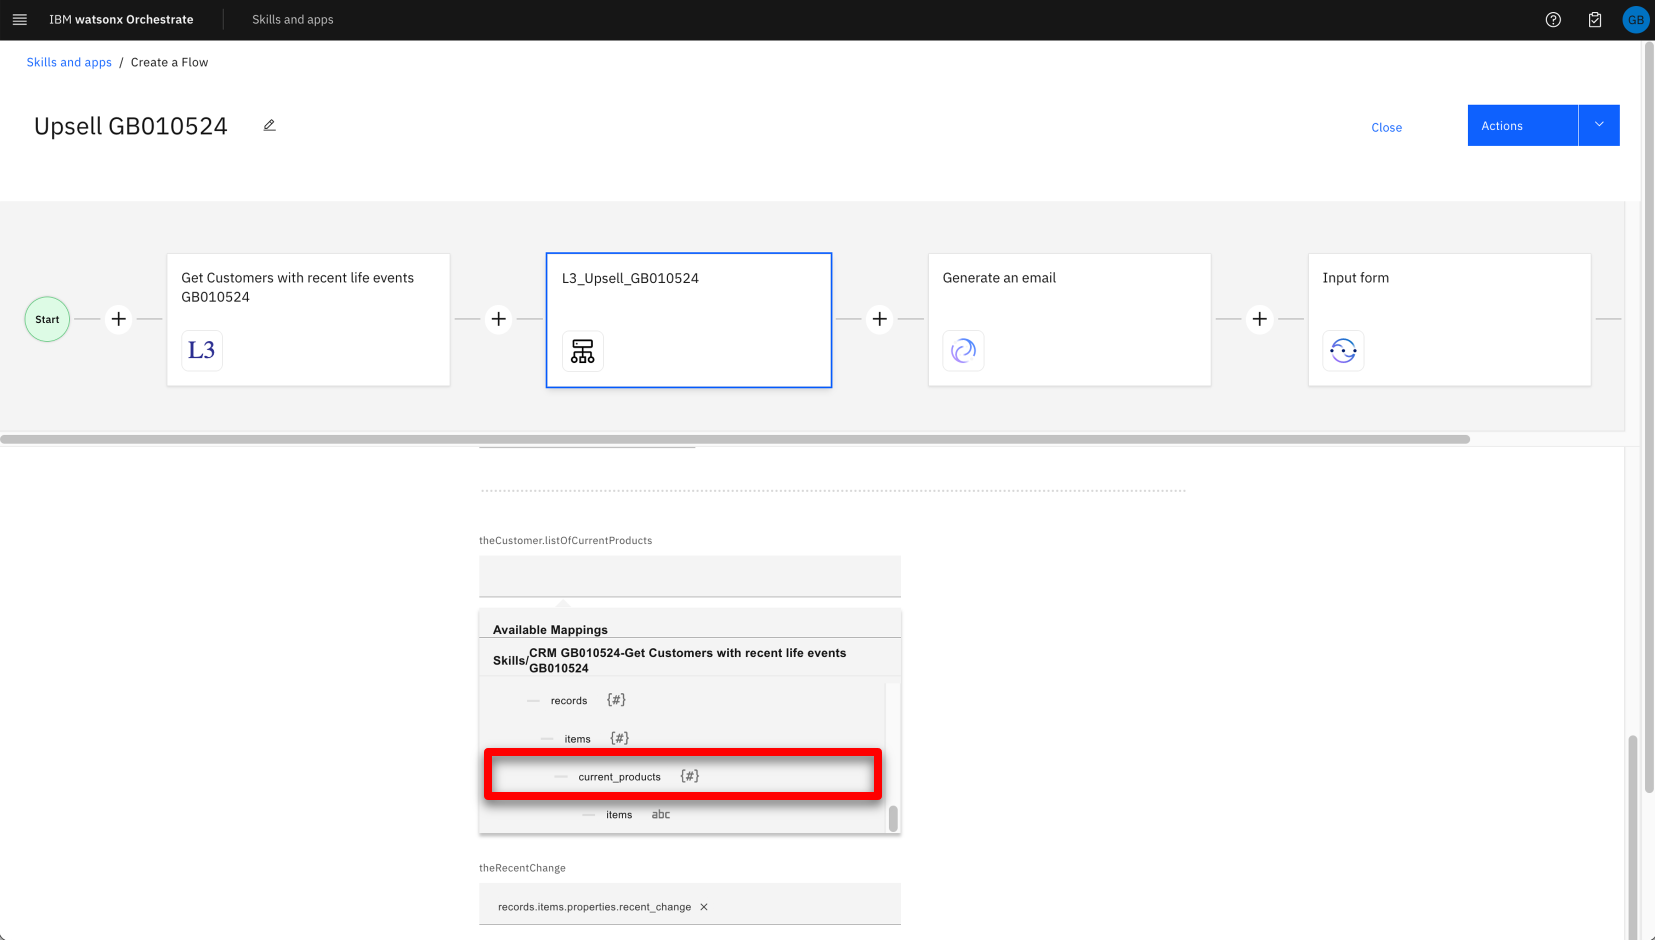 IBM watsonx Orchestrate
Skills and apps
GB
Skills and apps / Create a Flow
Upsell GB010524
Close
Actions
Start
Get Customers with recent life events
GB010524
L3
L3_Upsell_GB010524
Generate an email
Input form
theCustomer.listOfCurrentProducts
Available Mappings
Skills/CRM GB010524-Get Customers with recent life events
GB010524
records {#}
items {#}
current_products {#}
items abc
theRecentChange
records.items.properties.recent_change ×